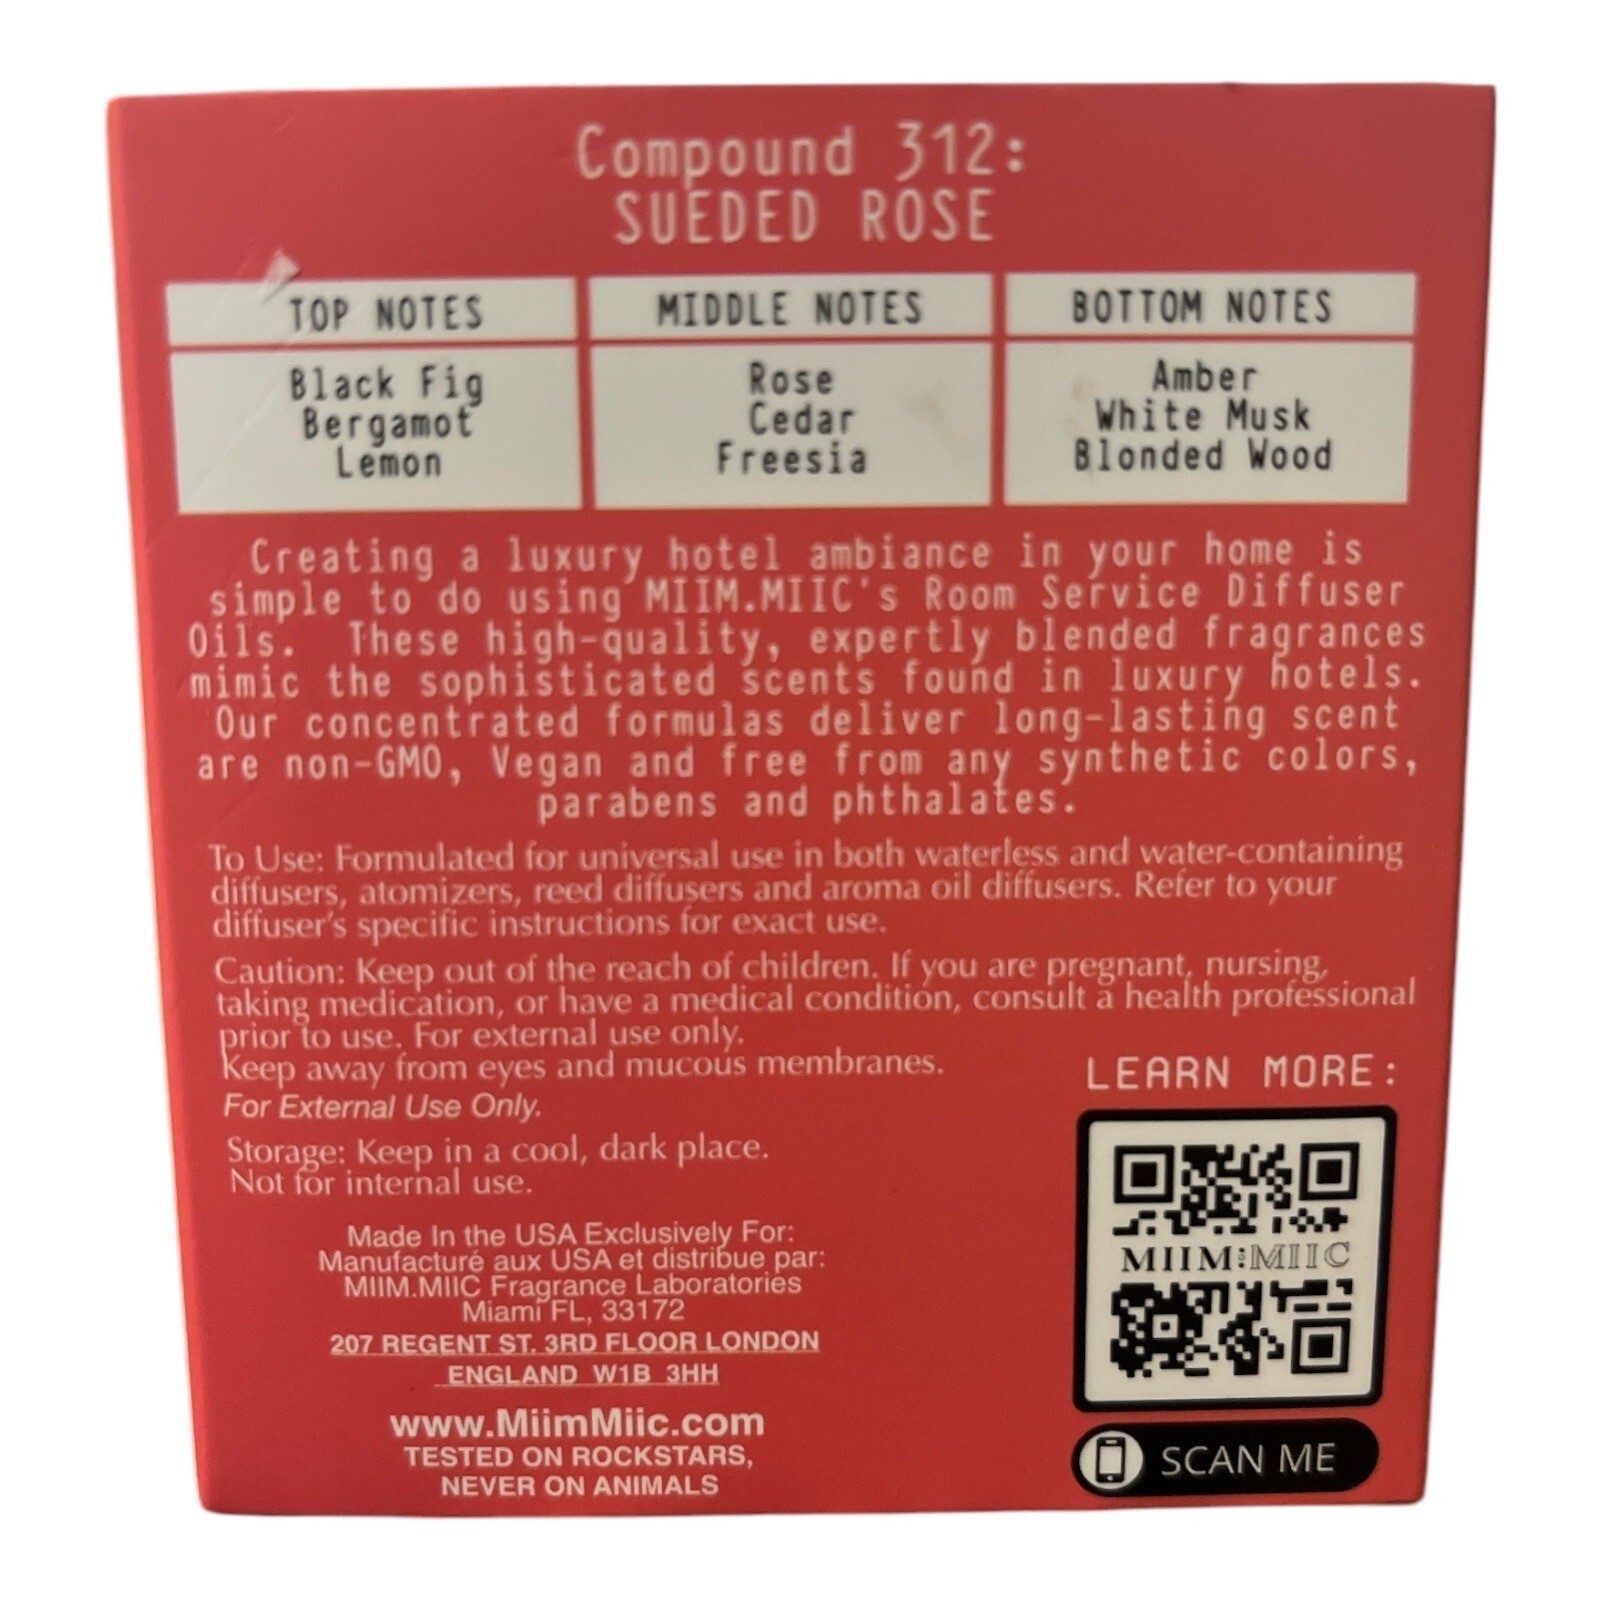 Compound 312:
SUEDED ROSE
TOP NOTES
Black Fig
Bergamot
Lemon
MIDDLE NOTES
Rose
Cedar
Freesia
BOTTOM NOTES
Amber
White Musk
Blonded Wood
Creating a luxury hotel ambiance in your home is
simple to do using MIIM.MIIC's Room Service Diffuser
Oils. These high-quality, expertly blended fragrances
mimic the sophisticated scents found in luxury hotels.
Our concentrated formulas deliver long-lasting scent
are non-GMO, Vegan and free from any synthetic colors,
parabens and phthalates.
To Use: Formulated for universal use in both waterless and water-containing
diffusers, atomizers, reed diffusers and aroma oil diffusers. Refer to your
diffuser's specific instructions for exact use.
Caution: Keep out of the reach of children. If you are pregnant, nursing,
taking medication, or have a medical condition, consult a health professional
prior to use. For external use only.
Keep away from eyes and mucous membranes.
For External Use Only.
Storage: Keep in a cool, dark place.
Not for internal use.
Made In the USA Exclusively For:
Manufacturé aux USA et distribue par:
MIIM.MIIC Fragrance Laboratories
Miami FL, 33172
207 REGENT ST. 3RD FLOOR LONDON
ENGLAND W1B 3HH
www.MiimMiic.com
TESTED ON ROCKSTARS,
NEVER ON ANIMALS
LEARN MORE:
MIIM:MIIC
SCAN ME